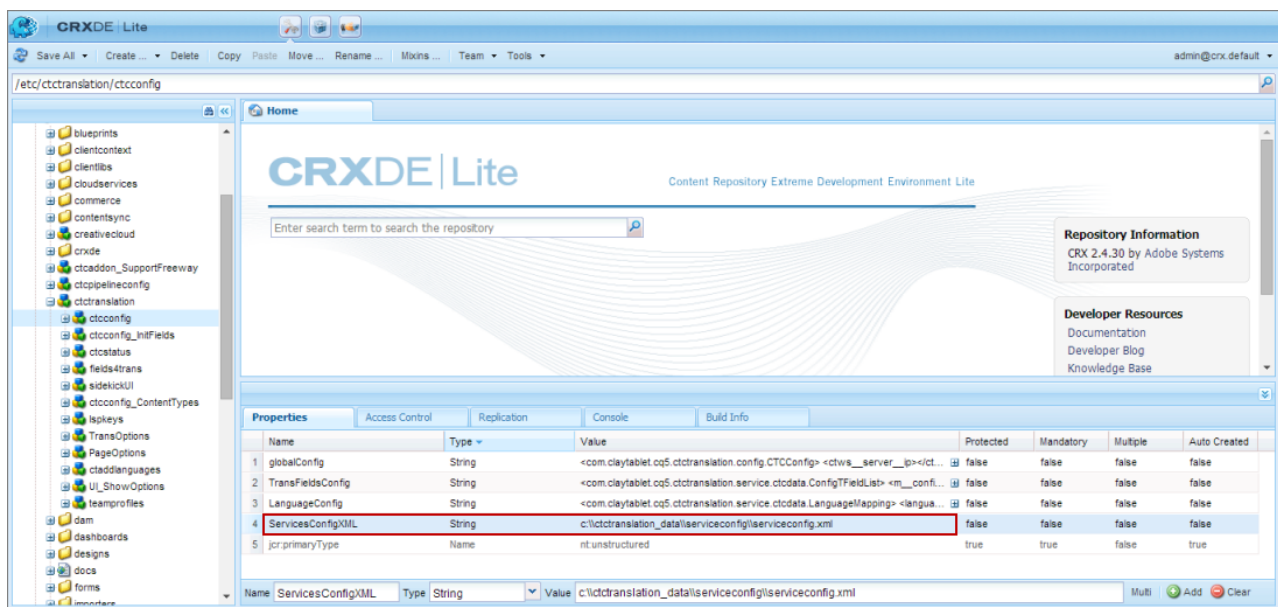 CRXDE Lite
Save All Create ... Delete Copy Paste Move ... Rename ... Mixins ... Team Tools admin@crx.default
/etc/ctctranslation/ctcconfig
Home
blueprints
clientcontext
clientlibs
cloudservices
commerce
contentsync
creativecloud
crxde
ctcaddon_SupportFreeway
ctcpipelineconfig
ctctranslation
ctcconfig
ctcconfig_InitFields
ctcstatus
fields4trans
sidekickUI
ctcconfig_ContentTypes
lspkeys
TransOptions
PageOptions
ctaddlanguages
UI_ShowOptions
teamprofiles
dam
dashboards
designs
docs
forms
importers
CRXDE Lite
Content Repository Extreme Development Environment Lite
Enter search term to search the repository
Repository Information
CRX 2.4.30 by Adobe Systems
Incorporated
Developer Resources
Documentation
Developer Blog
Knowledge Base
Properties Access Control Replication Console Build Info
Name Type Value Protected Mandatory Multiple Auto Created
1 globalConfig String <com.claytablet.cq5.ctctranslation.config.CTCConfig> <ctws__server__ip></ct... false false false false
2 TransFieldsConfig String <com.claytablet.cq5.ctctranslation.service.ctcdata.ConfigTFieldList> <m__confi... false false false false
3 LanguageConfig String <com.claytablet.cq5.ctctranslation.service.ctcdata.LanguageMapping> <langua... false false false false
4 ServicesConfigXML String c:\\ctctranslation_data\\serviceconfig\\serviceconfig.xml false false false false
5 jcr:primaryType Name nt:unstructured true true false true
Name ServicesConfigXML Type String Value c:\\ctctranslation_data\\serviceconfig\\serviceconfig.xml Multi Add Clear